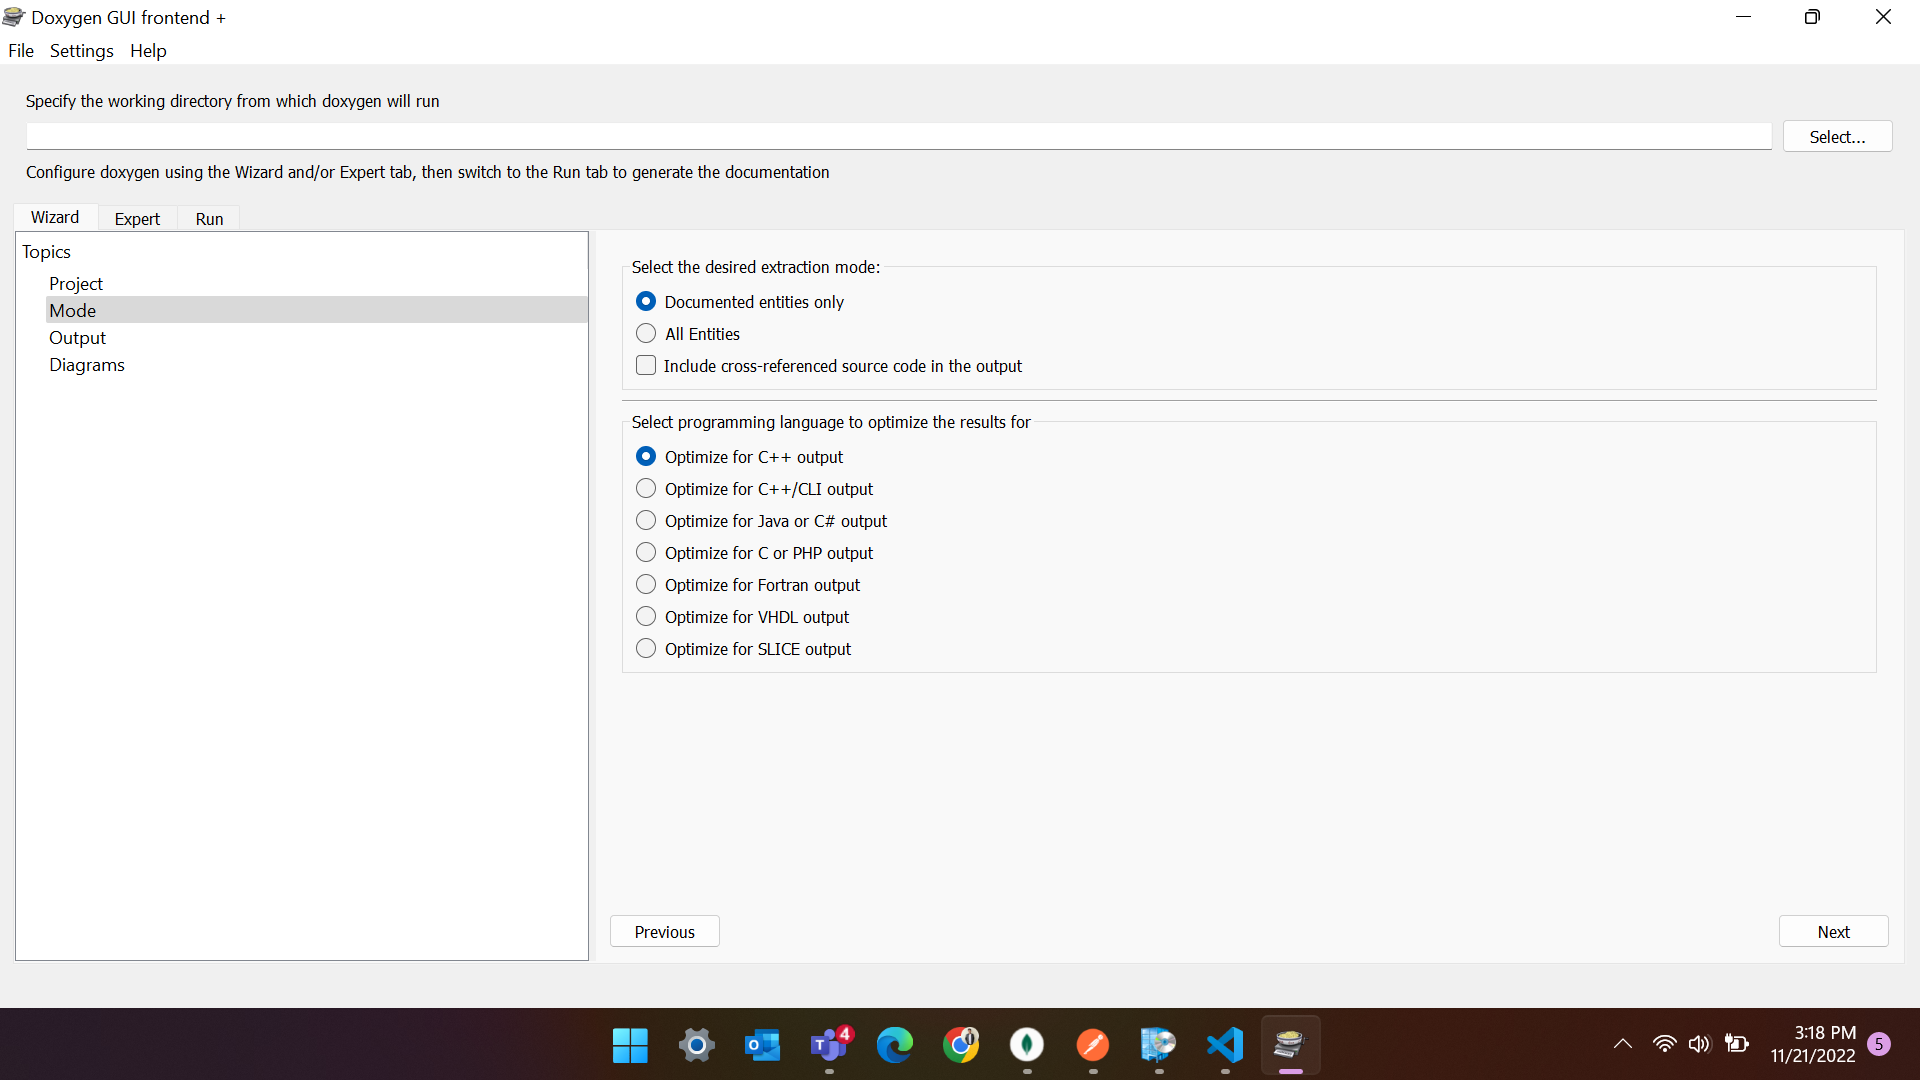 Doxygen GUI frontend +
File Settings Help
Specify the working directory from which doxygen will run
Select...
Configure doxygen using the Wizard and/or Expert tab, then switch to the Run tab to generate the documentation
Wizard Expert Run
Topics
Project
Mode
Output
Diagrams
Select the desired extraction mode:
Documented entities only
All Entities
Include cross-referenced source code in the output
Select programming language to optimize the results for
Optimize for C++ output
Optimize for C++/CLI output
Optimize for Java or C# output
Optimize for C or PHP output
Optimize for Fortran output
Optimize for VHDL output
Optimize for SLICE output
Previous
Next
4
3:18 PM
11/21/2022
5